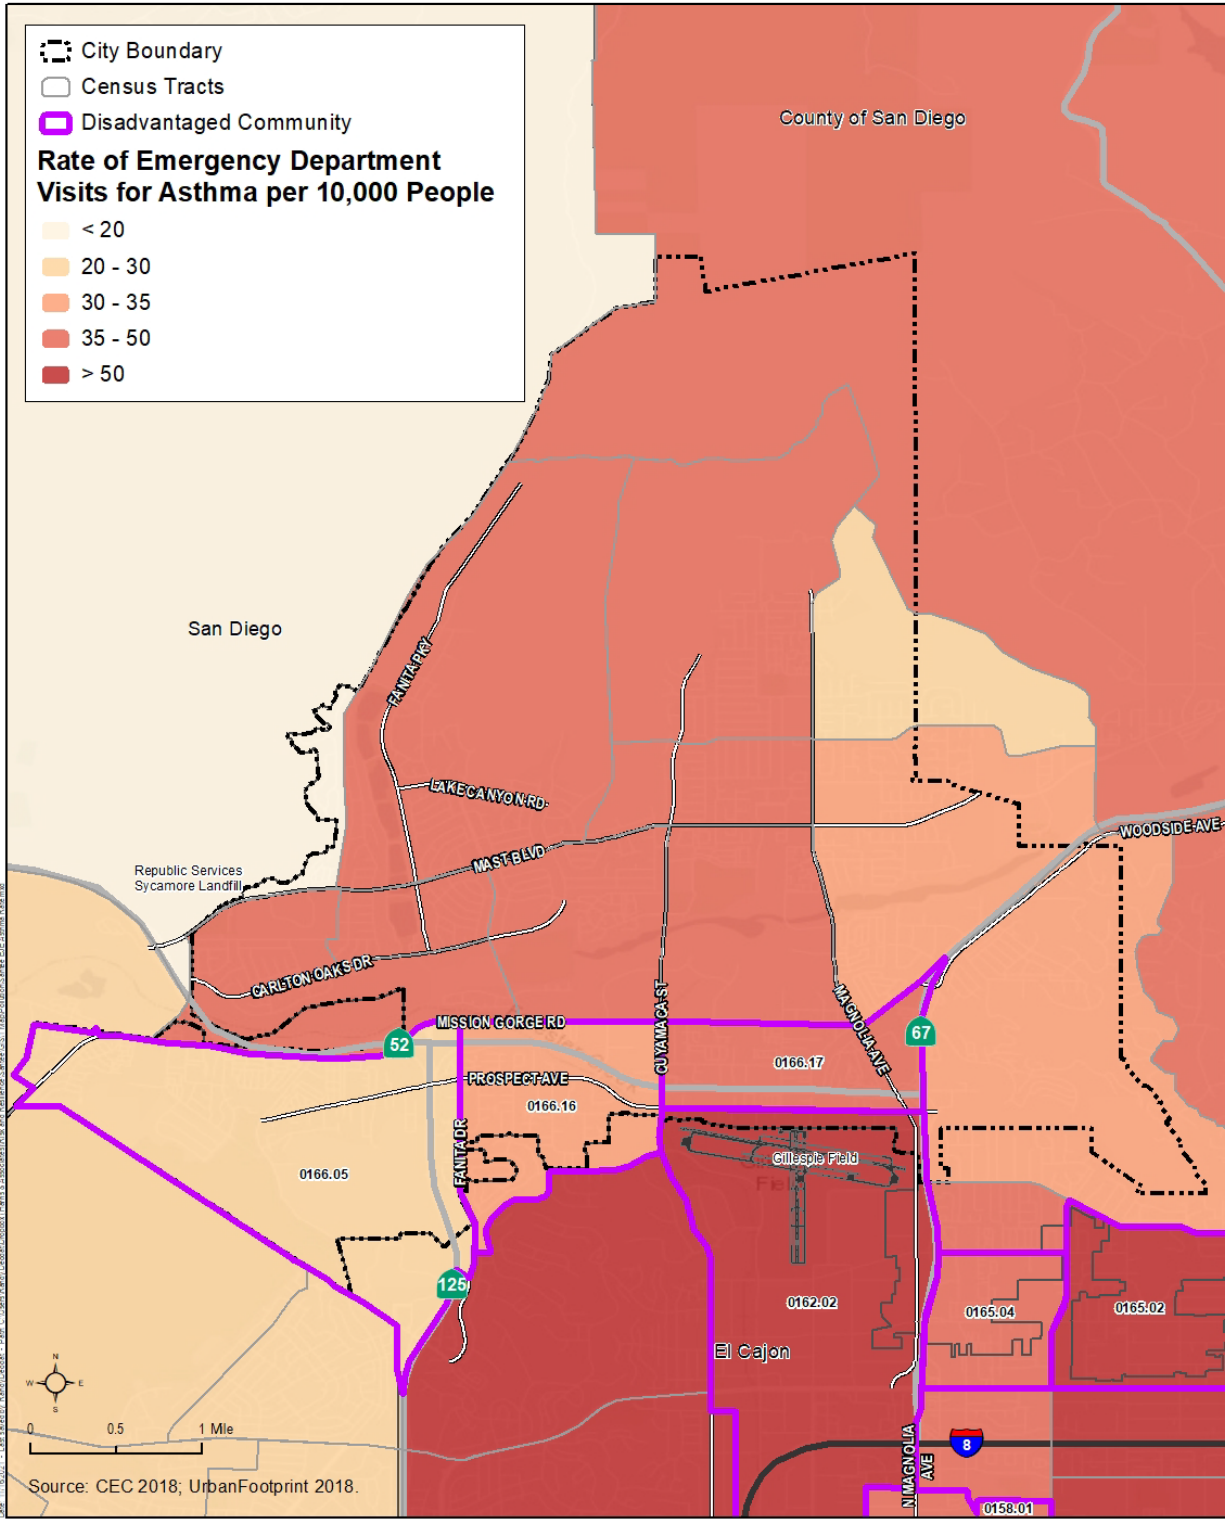 City Boundary
Census Tracts
Disadvantaged Community
Rate of Emergency Department
Visits for Asthma per 10,000 People
< 20
20 - 30
30 - 35
35 - 50
> 50
County of San Diego
San Diego
FANITA PKY
LAKE CANYON RD
MAST BLVD
WOODSIDE AVE
Republic Services
Sycamore Landfill
CARLTON OAKS DR
MISSION GORGE RD
52
CUYAMACA ST
MAGNOLIA AVE
67
0166.17
PROSPECT AVE
0166.16
FANITA DR
0166.05
Gillespie Field
125
0162.02
0165.04
0165.02
El Cajon
N
W
E
S
0
0.5
1 Mile
N MAGNOLIA
AVE
8
0158.01
Source: CEC 2018; UrbanFootprint 2018.